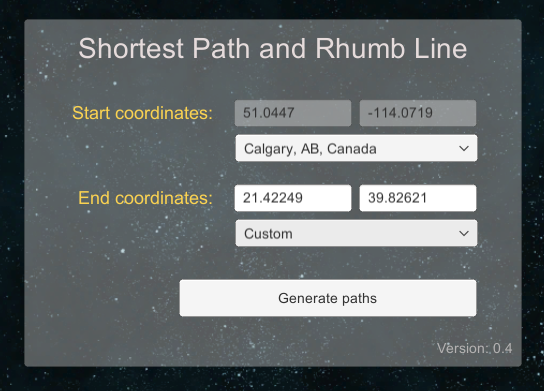 Shortest Path and Rhumb Line
Start coordinates: 51.0447 -114.0719
Calgary, AB, Canada
End coordinates: 21.42249 39.82621
Custom
Generate paths
Version: 0.4